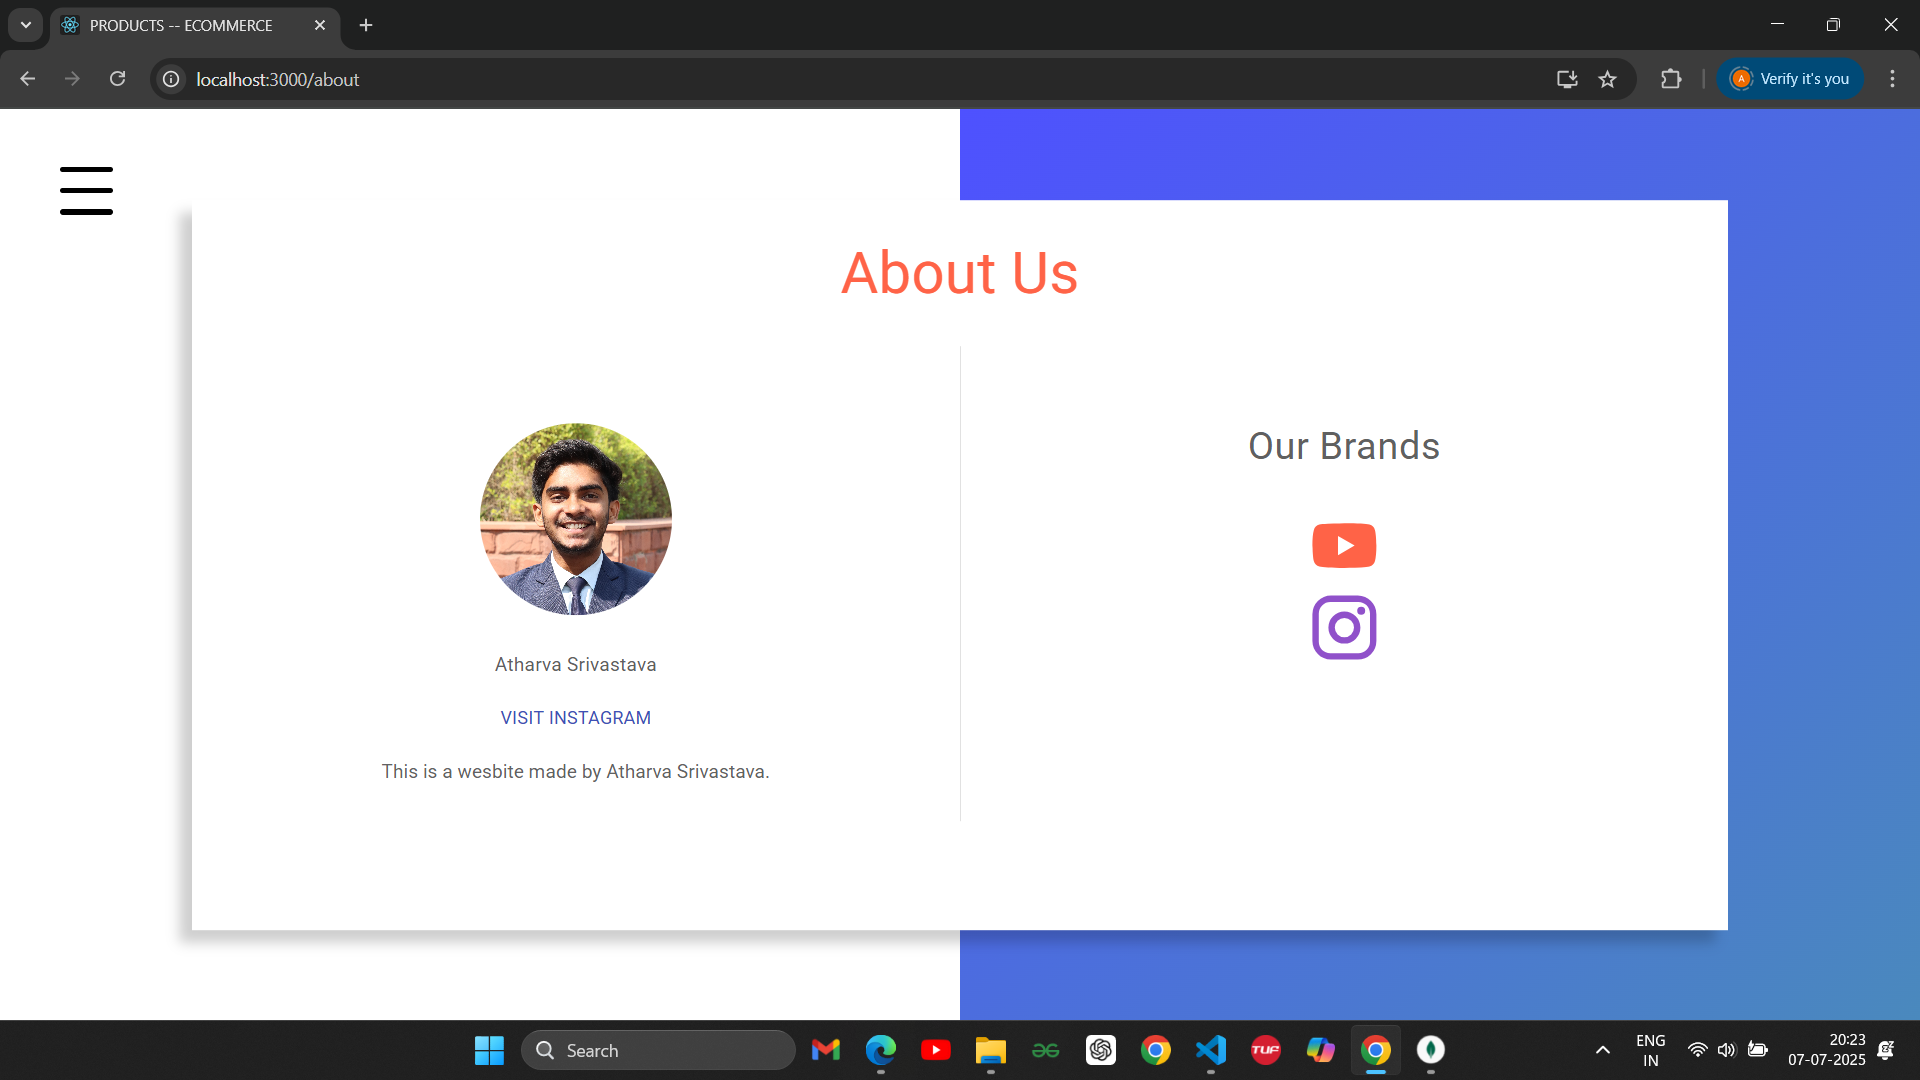 PRODUCTS -- ECOMMERCE
localhost:3000/about
A
Verify it's you
About Us
Our Brands
Atharva Srivastava
VISIT INSTAGRAM
This is a wesbite made by Atharva Srivastava.
Search
TUF
ENG
IN
20:23
07-07-2025